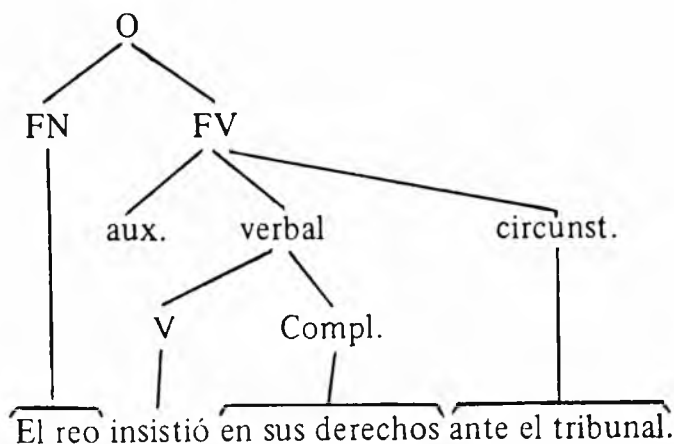 O
FN FV
aux. verbal circunst.
V Compl.
El reo insistió en sus derechos ante el tribunal.